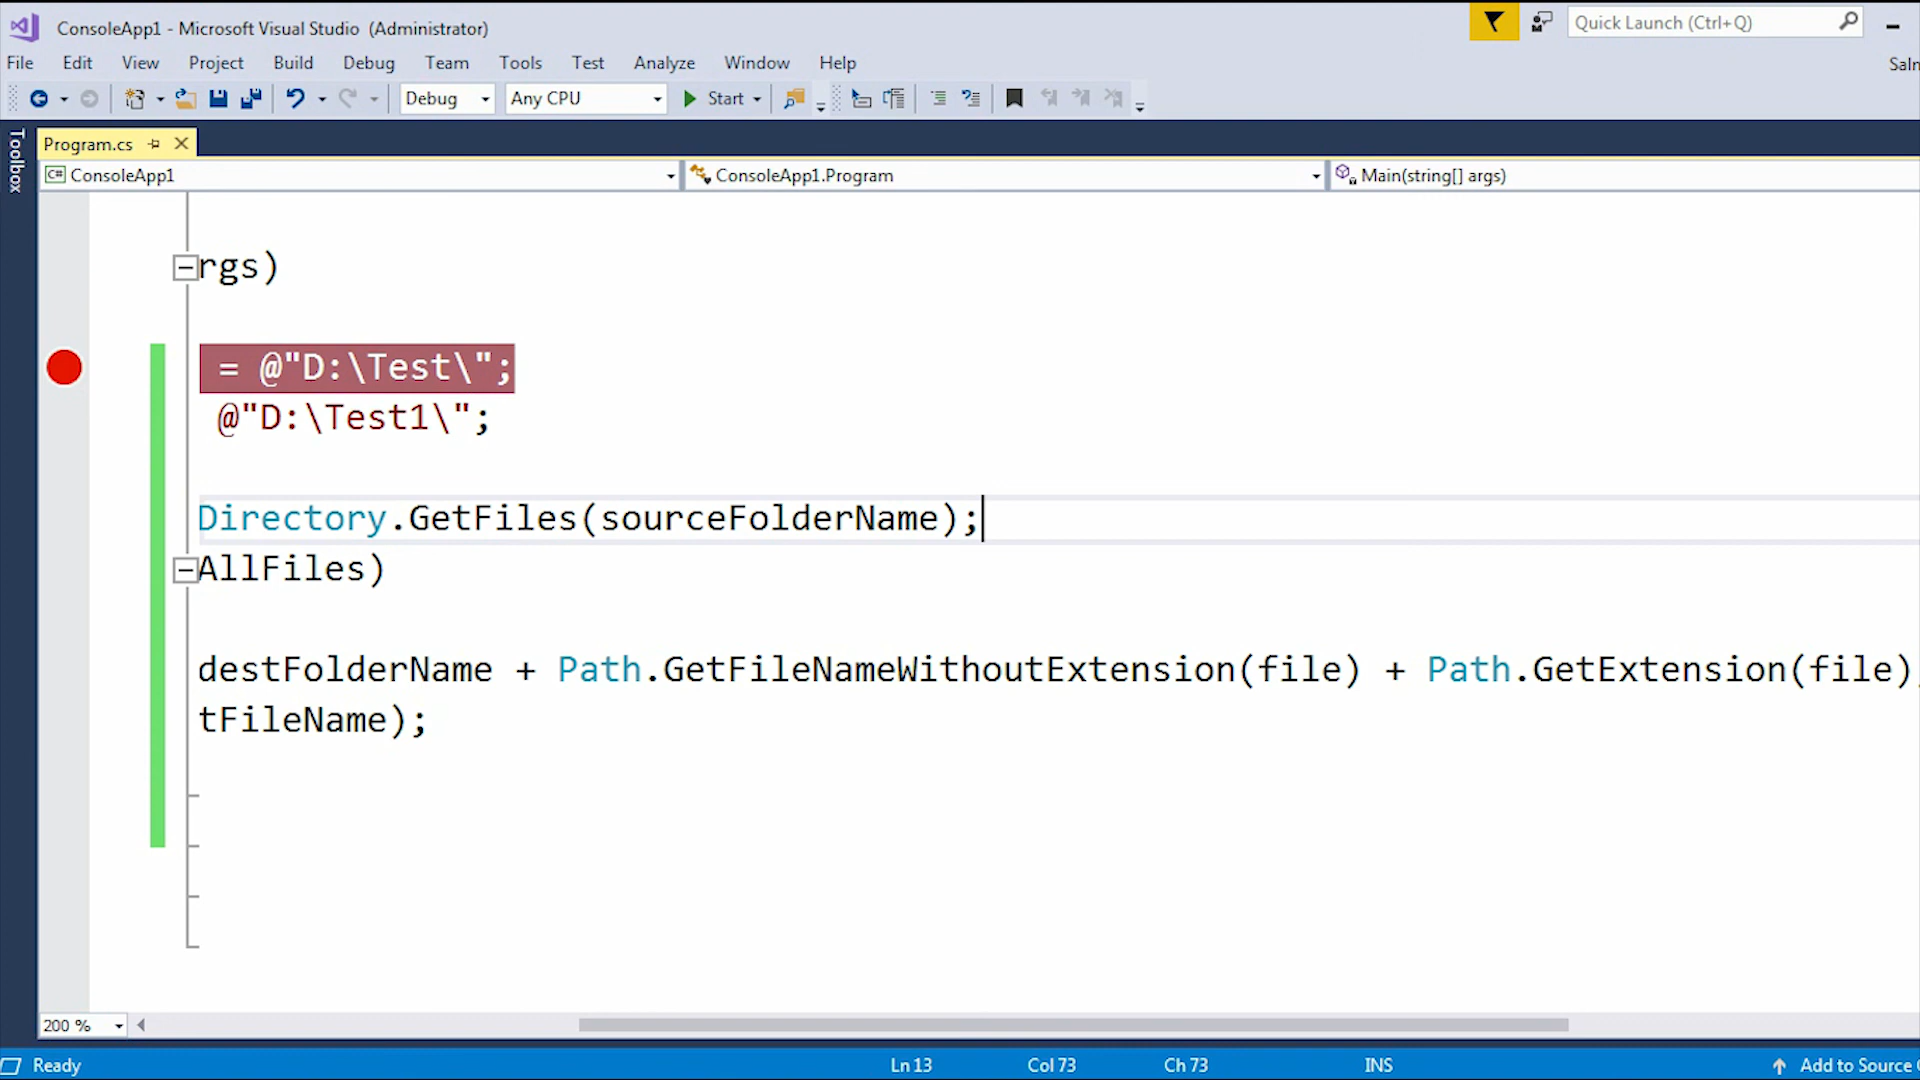 ConsoleApp1 - Microsoft Visual Studio (Administrator)
Quick Launch (Ctrl+Q)
File Edit View Project Build Debug Team Tools Test Analyze Window Help
Saln
Debug Any CPU Start
Toolbox
Program.cs
C# ConsoleApp1 ConsoleApp1.Program Main(string[] args)
rgs)
= @"D:\Test\";
@"D:\Test1\";
Directory.GetFiles(sourceFolderName);
AllFiles)
destFolderName + Path.GetFileNameWithoutExtension(file) + Path.GetExtension(file);
tFileName);
200 %
Ready Ln 13 Col 73 Ch 73 INS Add to Source